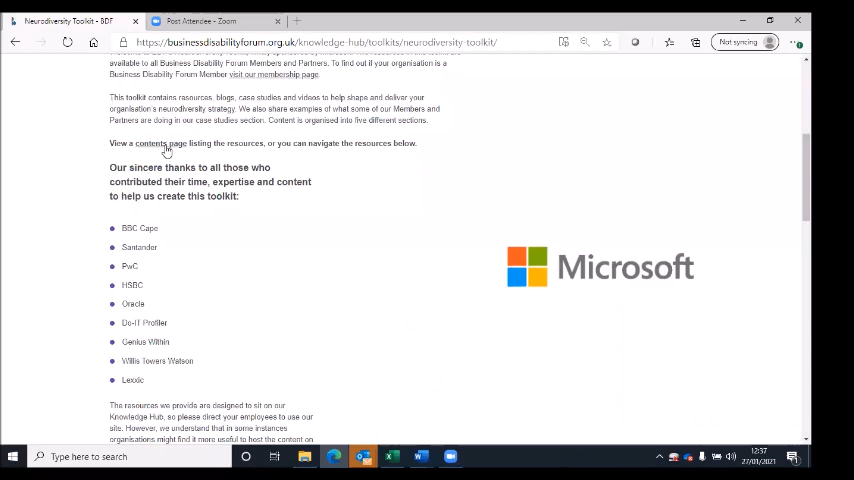 Neurodiversity Toolkit - BDF
Post Attendee - Zoom
https://businessdisabilityforum.org.uk/knowledge-hub/toolkits/neurodiversity-toolkit/
Not syncing
available to all Business Disability Forum Members and Partners. To find out if your organisation is a
Business Disability Forum Member visit our membership page.
This toolkit contains resources, blogs, case studies and videos to help shape and deliver your
organisation's neurodiversity strategy. We also share examples of what some of our Members and
Partners are doing in our case studies section. Content is organised into five different sections.
View a contents page listing the resources, or you can navigate the resources below.
Our sincere thanks to all those who
contributed their time, expertise and content
to help us create this toolkit:
BBC Cape
Santander
PwC
HSBC
Oracle
Do-IT Profiler
Genius Within
Willis Towers Watson
Lexxic
Microsoft
The resources we provide are designed to sit on our
Knowledge Hub, so please direct your employees to use our
site. However, we understand that in some instances
organisations might find it more useful to host the content on
Type here to search
12:37
27/01/2021